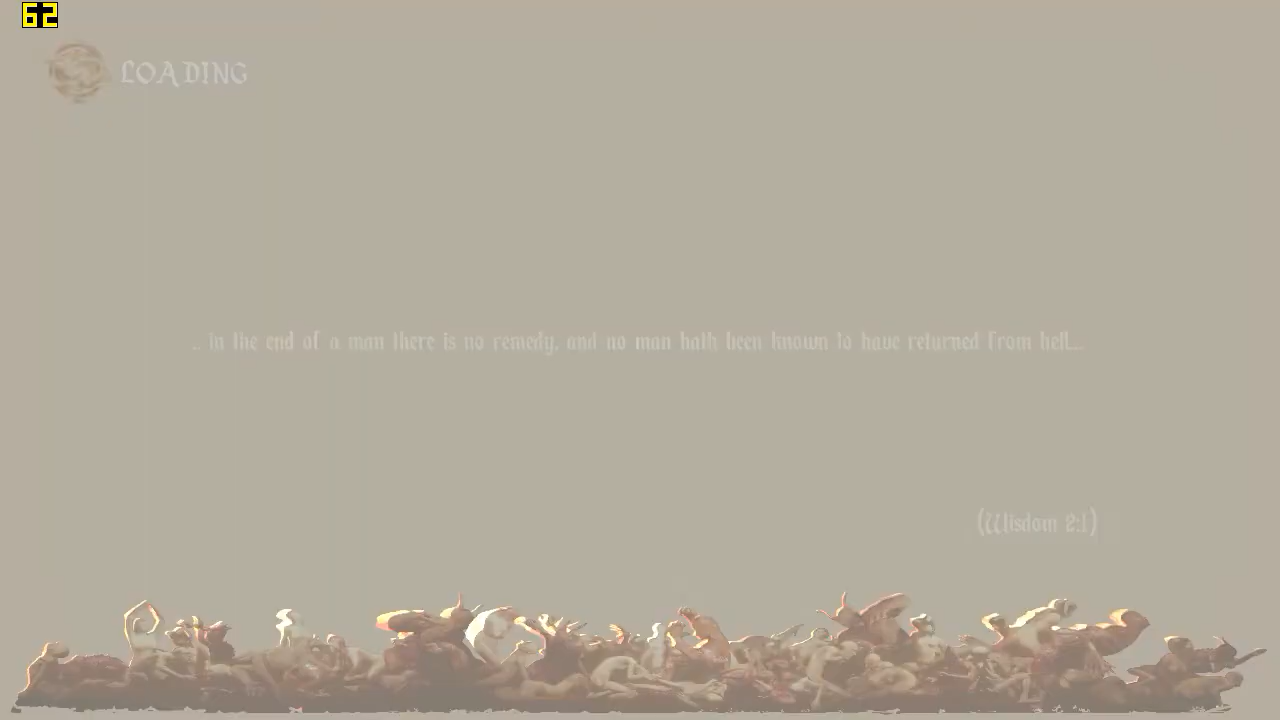 62
LOADING
... In the end of a man there is no remedy, and no man hath been known to have returned from hell...
(Wisdom 2:1)